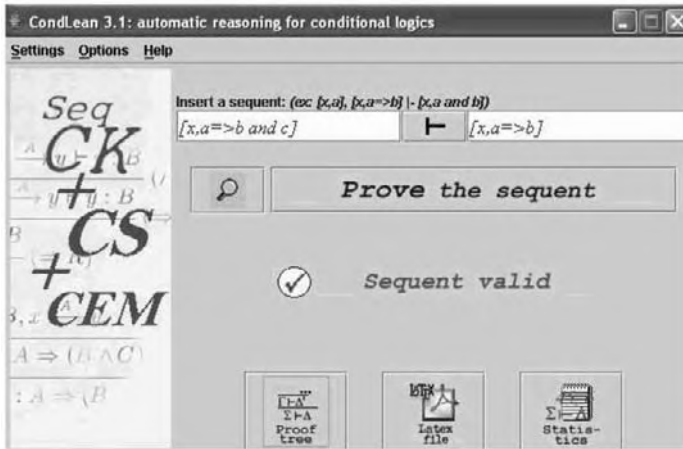 CondLean 3.1: automatic reasoning for conditional logics
Settings Options Help
Seq
CK
+
CS
+
CEM
A ⇒ (B ∧ C)
: A ⇒ (B
Insert a sequent: (ex: [x,a], [x,a=>b] |- [x,a and b])
[x,a=>b and c] ⊢ [x,a=>b]
Prove the sequent
Sequent valid
Proof tree
Latex file
Σ⊢Δ
Statis-
tics